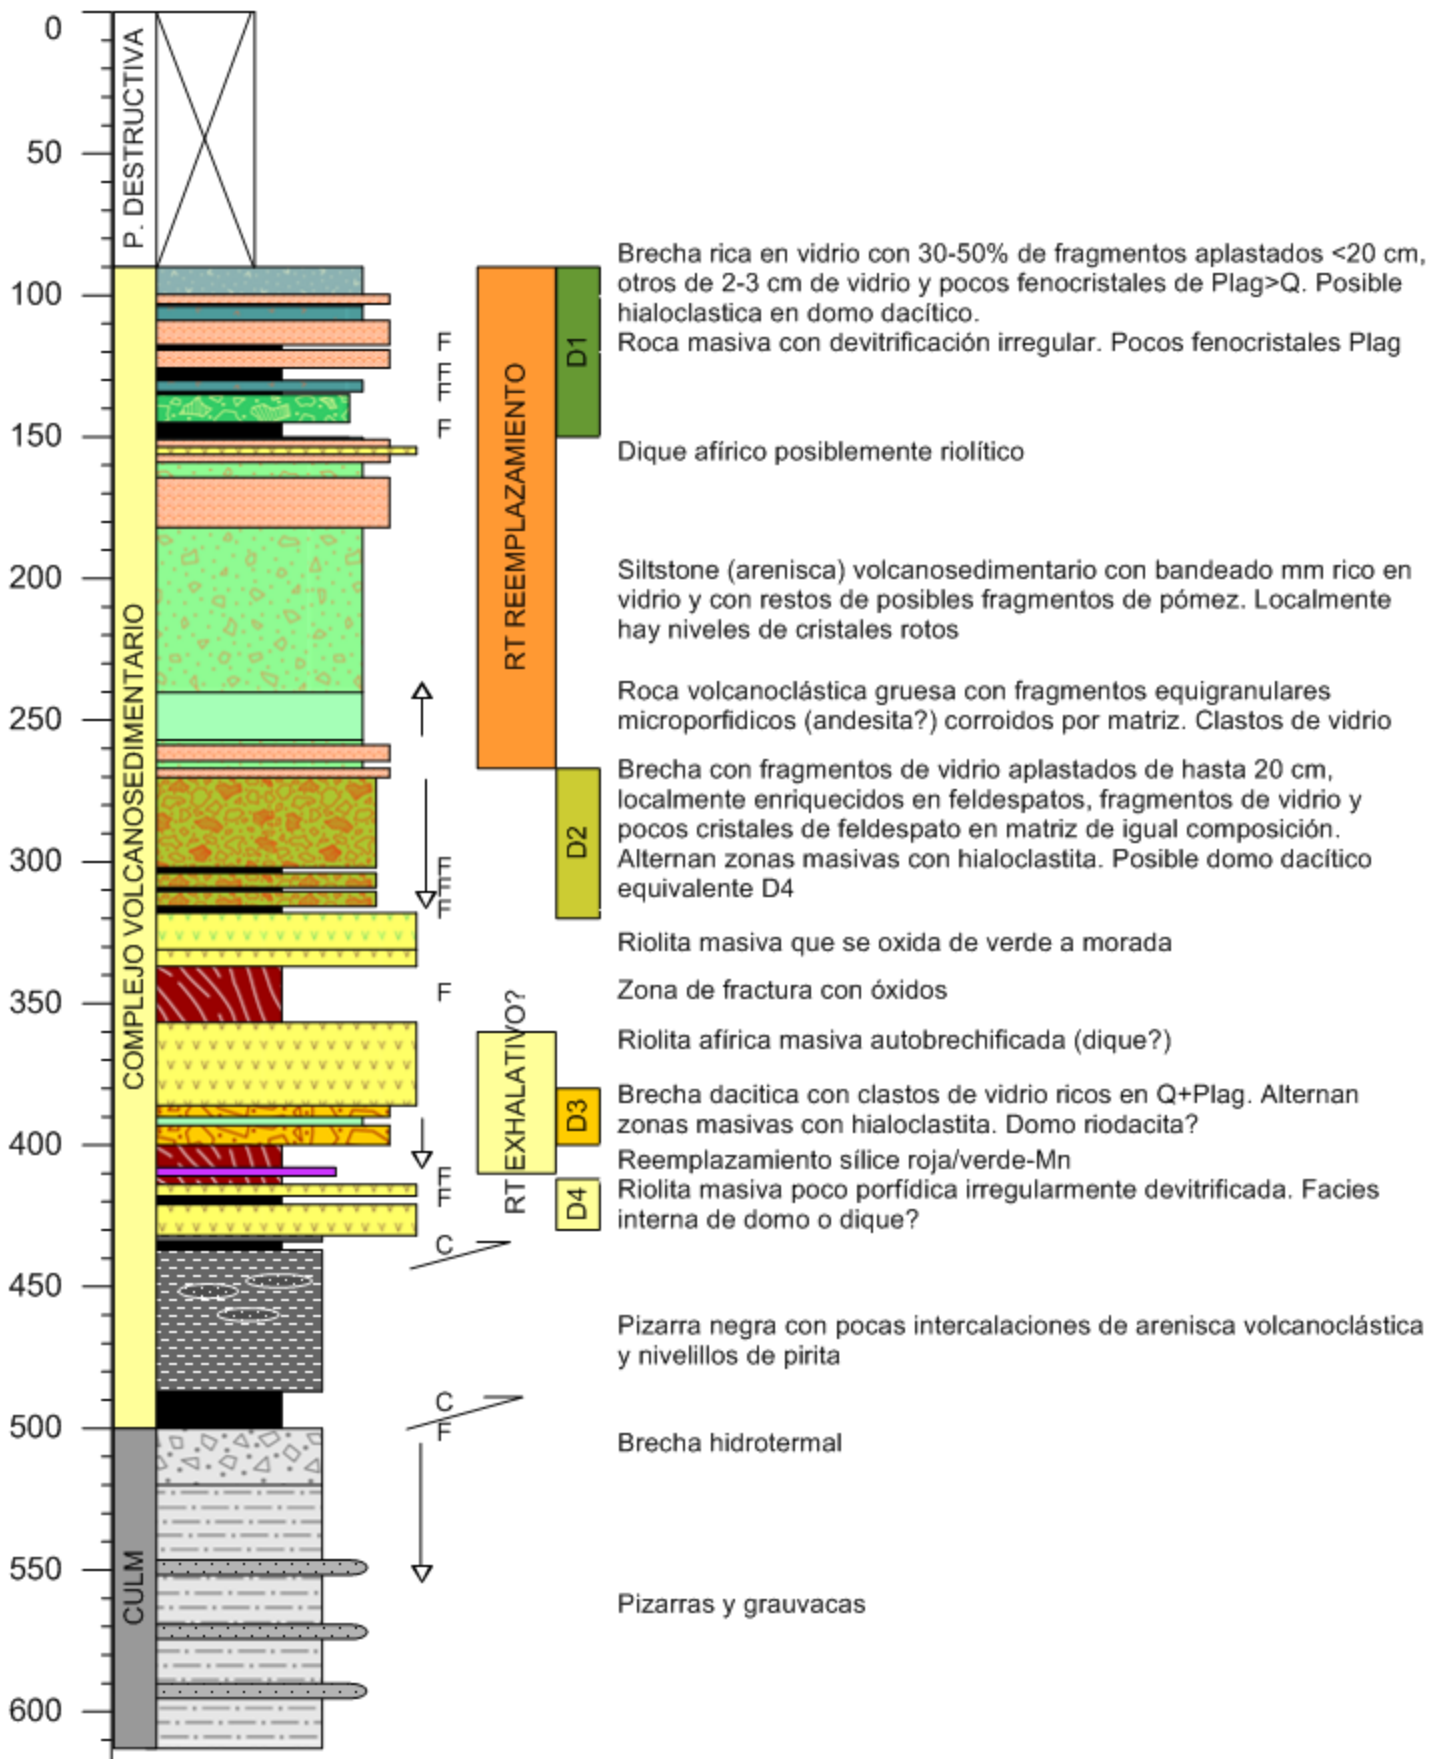 0
P. DESTRUCTIVA
50
Brecha rica en vidrio con 30-50% de fragmentos aplastados <20 cm,
otros de 2-3 cm de vidrio y pocos fenocristales de Plag>Q. Posible
hialoclastica en domo dacítico.
100
F
Roca masiva con devitrificación irregular. Pocos fenocristales Plag
D1
F
F
RT REEMPLAZAMIENTO
F
150
Dique afírico posiblemente riolítico
Siltstone (arenisca) volcanosedimentario con bandeado mm rico en
vidrio y con restos de posibles fragmentos de pómez. Localmente
hay niveles de cristales rotos
200
COMPLEJO VOLCANOSEDIMENTARIO
Roca volcanoclástica gruesa con fragmentos equigranulares
microporfidicos (andesita?) corroidos por matriz. Clastos de vidrio
250
Brecha con fragmentos de vidrio aplastados de hasta 20 cm,
localmente enriquecidos en feldespatos, fragmentos de vidrio y
pocos cristales de feldespato en matriz de igual composición.
Alternan zonas masivas con hialoclastita. Posible domo dacítico
equivalente D4
D2
300
F
F
F
Riolita masiva que se oxida de verde a morada
350
F
Zona de fractura con óxidos
RT EXHALATIVO?
Riolita afírica masiva autobrechificada (dique?)
Brecha dacitica con clastos de vidrio ricos en Q+Plag. Alternan
zonas masivas con hialoclastita. Domo riodacita?
D3
400
Reemplazamiento sílice roja/verde-Mn
F
F
Riolita masiva poco porfídica irregularmente devitrificada. Facies
interna de domo o dique?
D4
C
450
Pizarra negra con pocas intercalaciones de arenisca volcanoclástica
y nivelillos de pirita
C
500
F
Brecha hidrotermal
550
CULM
Pizarras y grauvacas
600